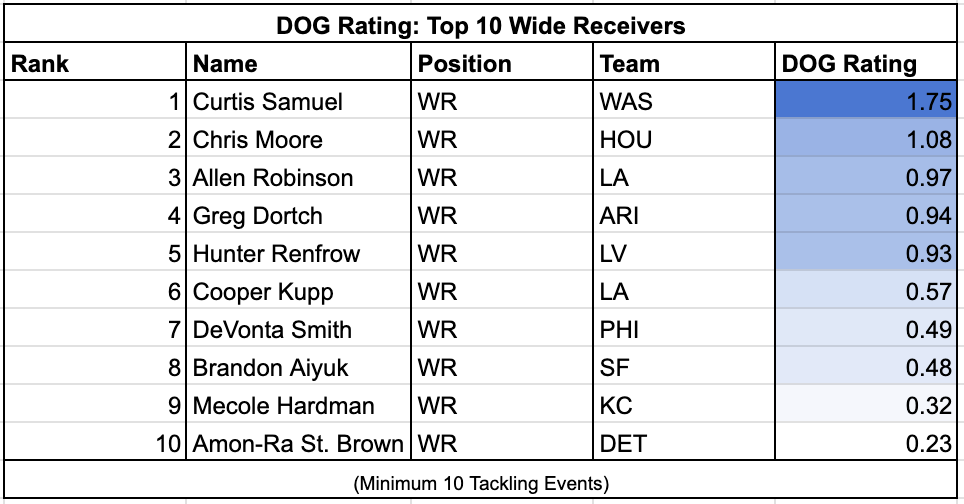 DOG Rating: Top 10 Wide Receivers
Rank Name Position Team DOG Rating
1 Curtis Samuel WR WAS 1.75
2 Chris Moore WR HOU 1.08
3 Allen Robinson WR LA 0.97
4 Greg Dortch WR ARI 0.94
5 Hunter Renfrow WR LV 0.93
6 Cooper Kupp WR LA 0.57
7 DeVonta Smith WR PHI 0.49
8 Brandon Aiyuk WR SF 0.48
9 Mecole Hardman WR KC 0.32
10 Amon-Ra St. Brown WR DET 0.23
(Minimum 10 Tackling Events)